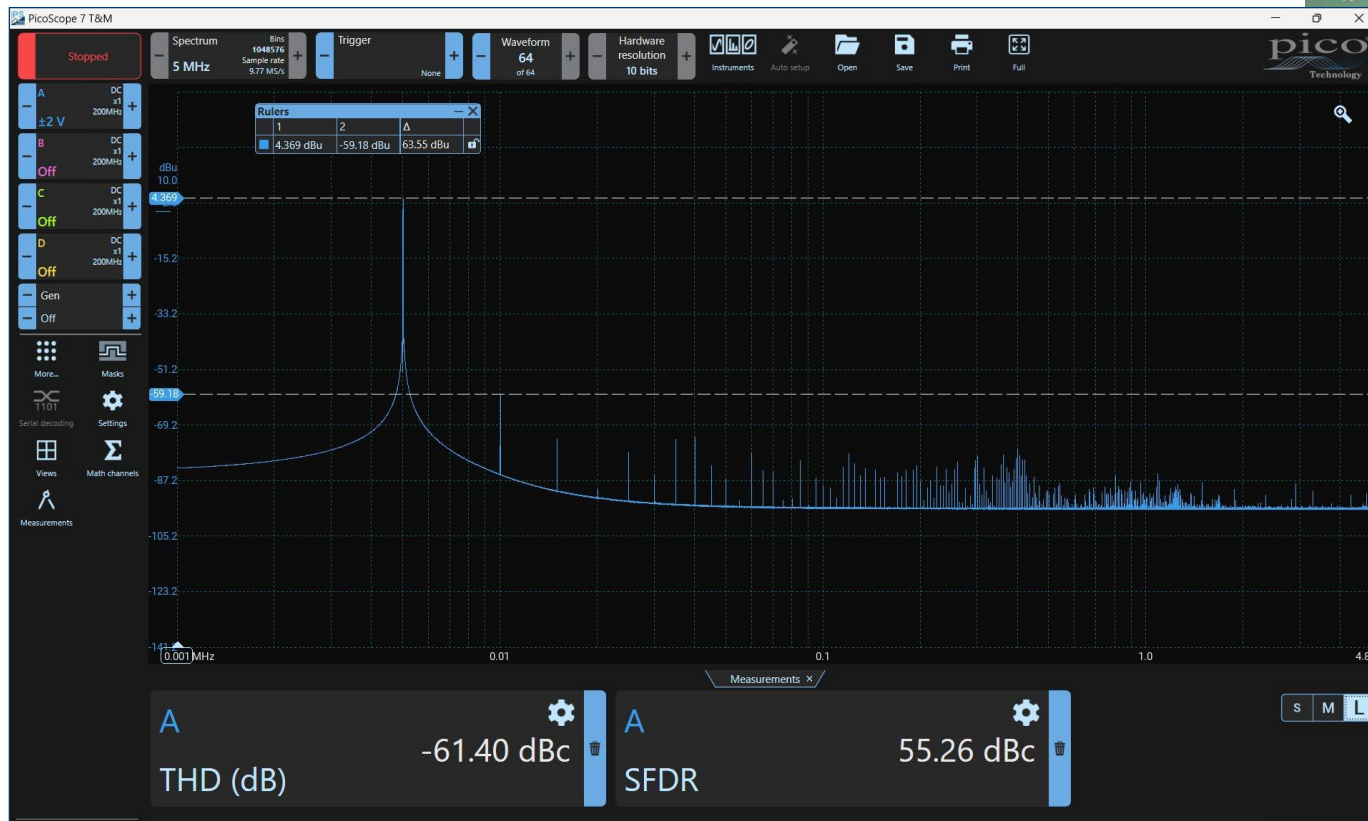 PicoScope 7 T&M
Stopped
Spectrum
5 MHz
Bins
1048576
Sample rate
9.77 MS/s
Trigger
None
Waveform
64
of 64
Hardware
resolution
10 bits
Instruments
Auto setup
Open
Save
Print
Full
pico
Technology
A
±2 V
DC
x1
200MHz
B
Off
DC
x1
200MHz
C
Off
DC
x1
200MHz
D
Off
DC
x1
200MHz
Gen
Off
More...
Masks
1101
Serial decoding
Settings
Views
Math channels
Measurements
Rulers
1 2 Δ
4.369 dBu -59.18 dBu 63.55 dBu
dBu
10.0
4.369
-15.2
-33.2
-51.2
-59.18
-69.2
-87.2
-105.2
-123.2
0.001 MHz 0.01 0.1 1.0 4.8
Measurements ×
A
-61.40 dBc
THD (dB)
A
55.26 dBc
SFDR
S M L